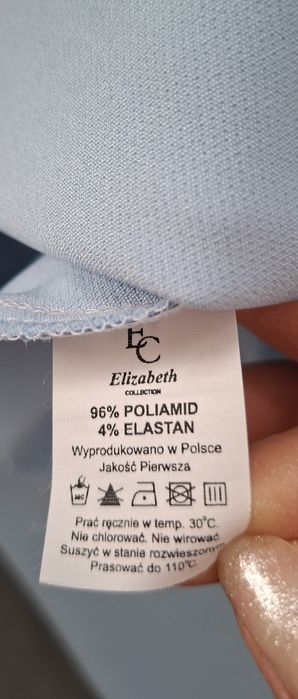 EC
Elizabeth
COLLECTION
96% POLIAMID
4% ELASTAN
Wyprodukowano w Polsce
Jakość Pierwsza
Prać ręcznie w temp. 30°C.
Nie chlorować. Nie wirować.
Suszyć w stanie rozwieszonym
Prasować do 110°C.